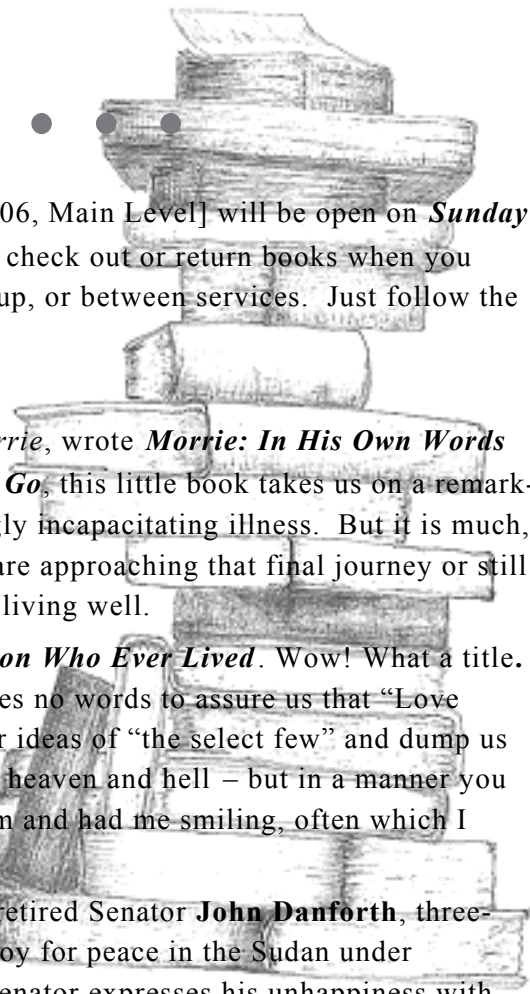 06, Main Level] will be open on Sunday
check out or return books when you
up, or between services. Just follow the
rrie, wrote Morrie: In His Own Words
Go, this little book takes us on a remark-
gly incapacitating illness. But it is much,
are approaching that final journey or still
living well.
on Who Ever Lived. Wow! What a title.
es no words to assure us that “Love
r ideas of “the select few” and dump us
heaven and hell – but in a manner you
m and had me smiling, often which I
retired Senator John Danforth, three-
oy for peace in the Sudan under
enator expresses his unhappiness with